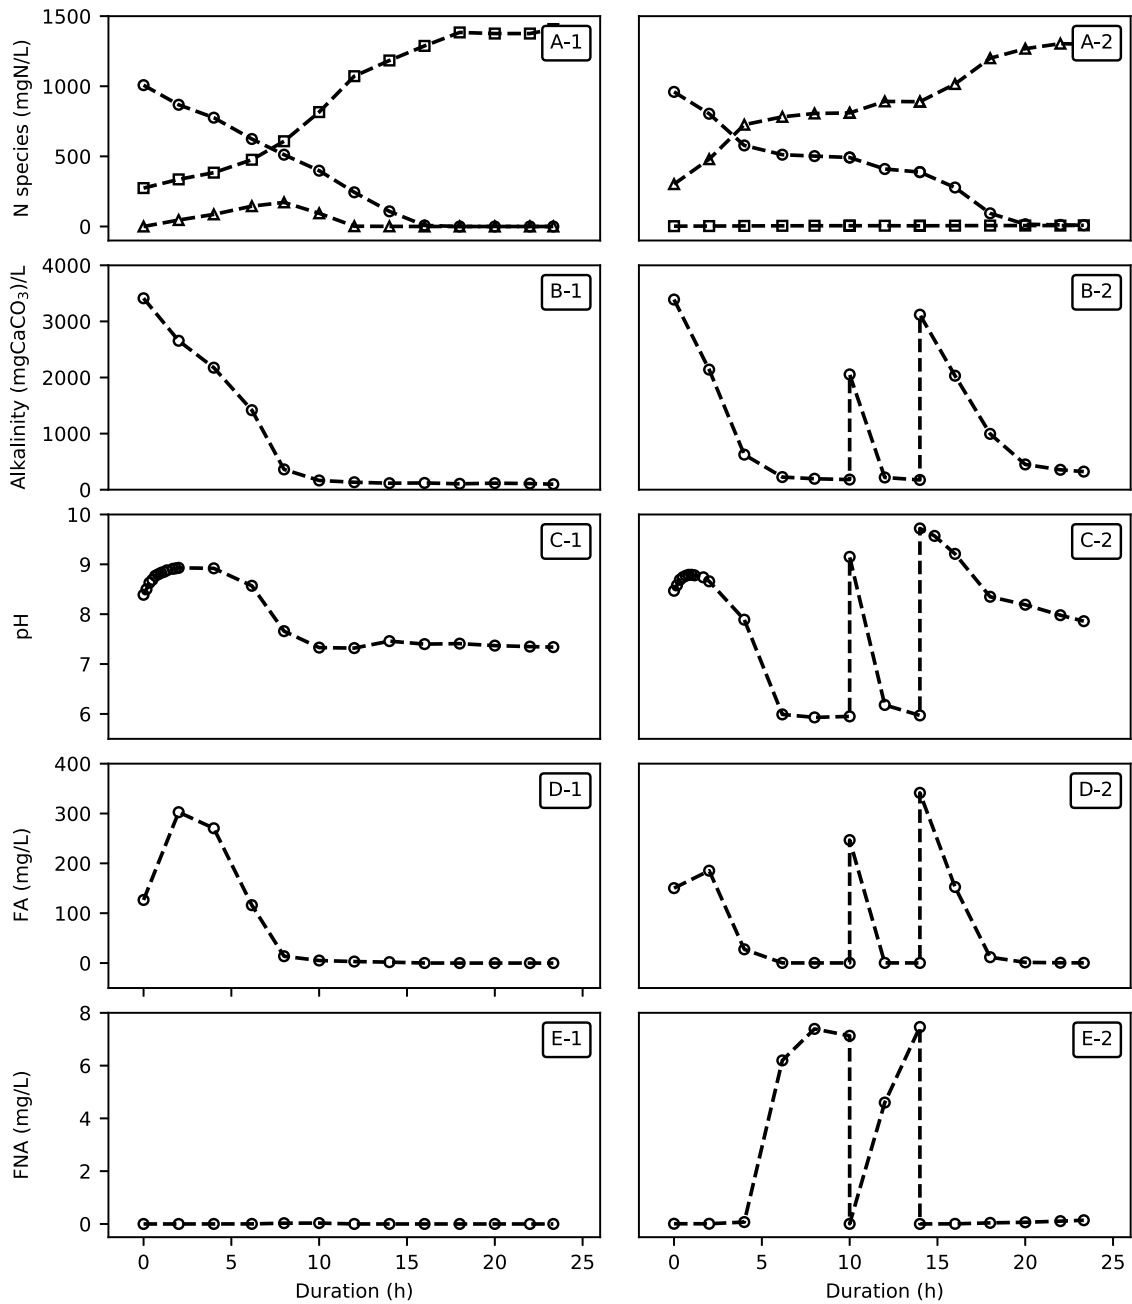 N species (mgN/L)
1500
1000
500
0
A-1
A-2
Alkalinity (mgCaCO₃)/L
4000
3000
2000
1000
0
B-1
B-2
pH
10
9
8
7
6
C-1
C-2
FA (mg/L)
400
300
200
100
0
D-1
D-2
FNA (mg/L)
8
6
4
2
0
E-1
E-2
0 5 10 15 20 25
0 5 10 15 20 25
Duration (h)
Duration (h)